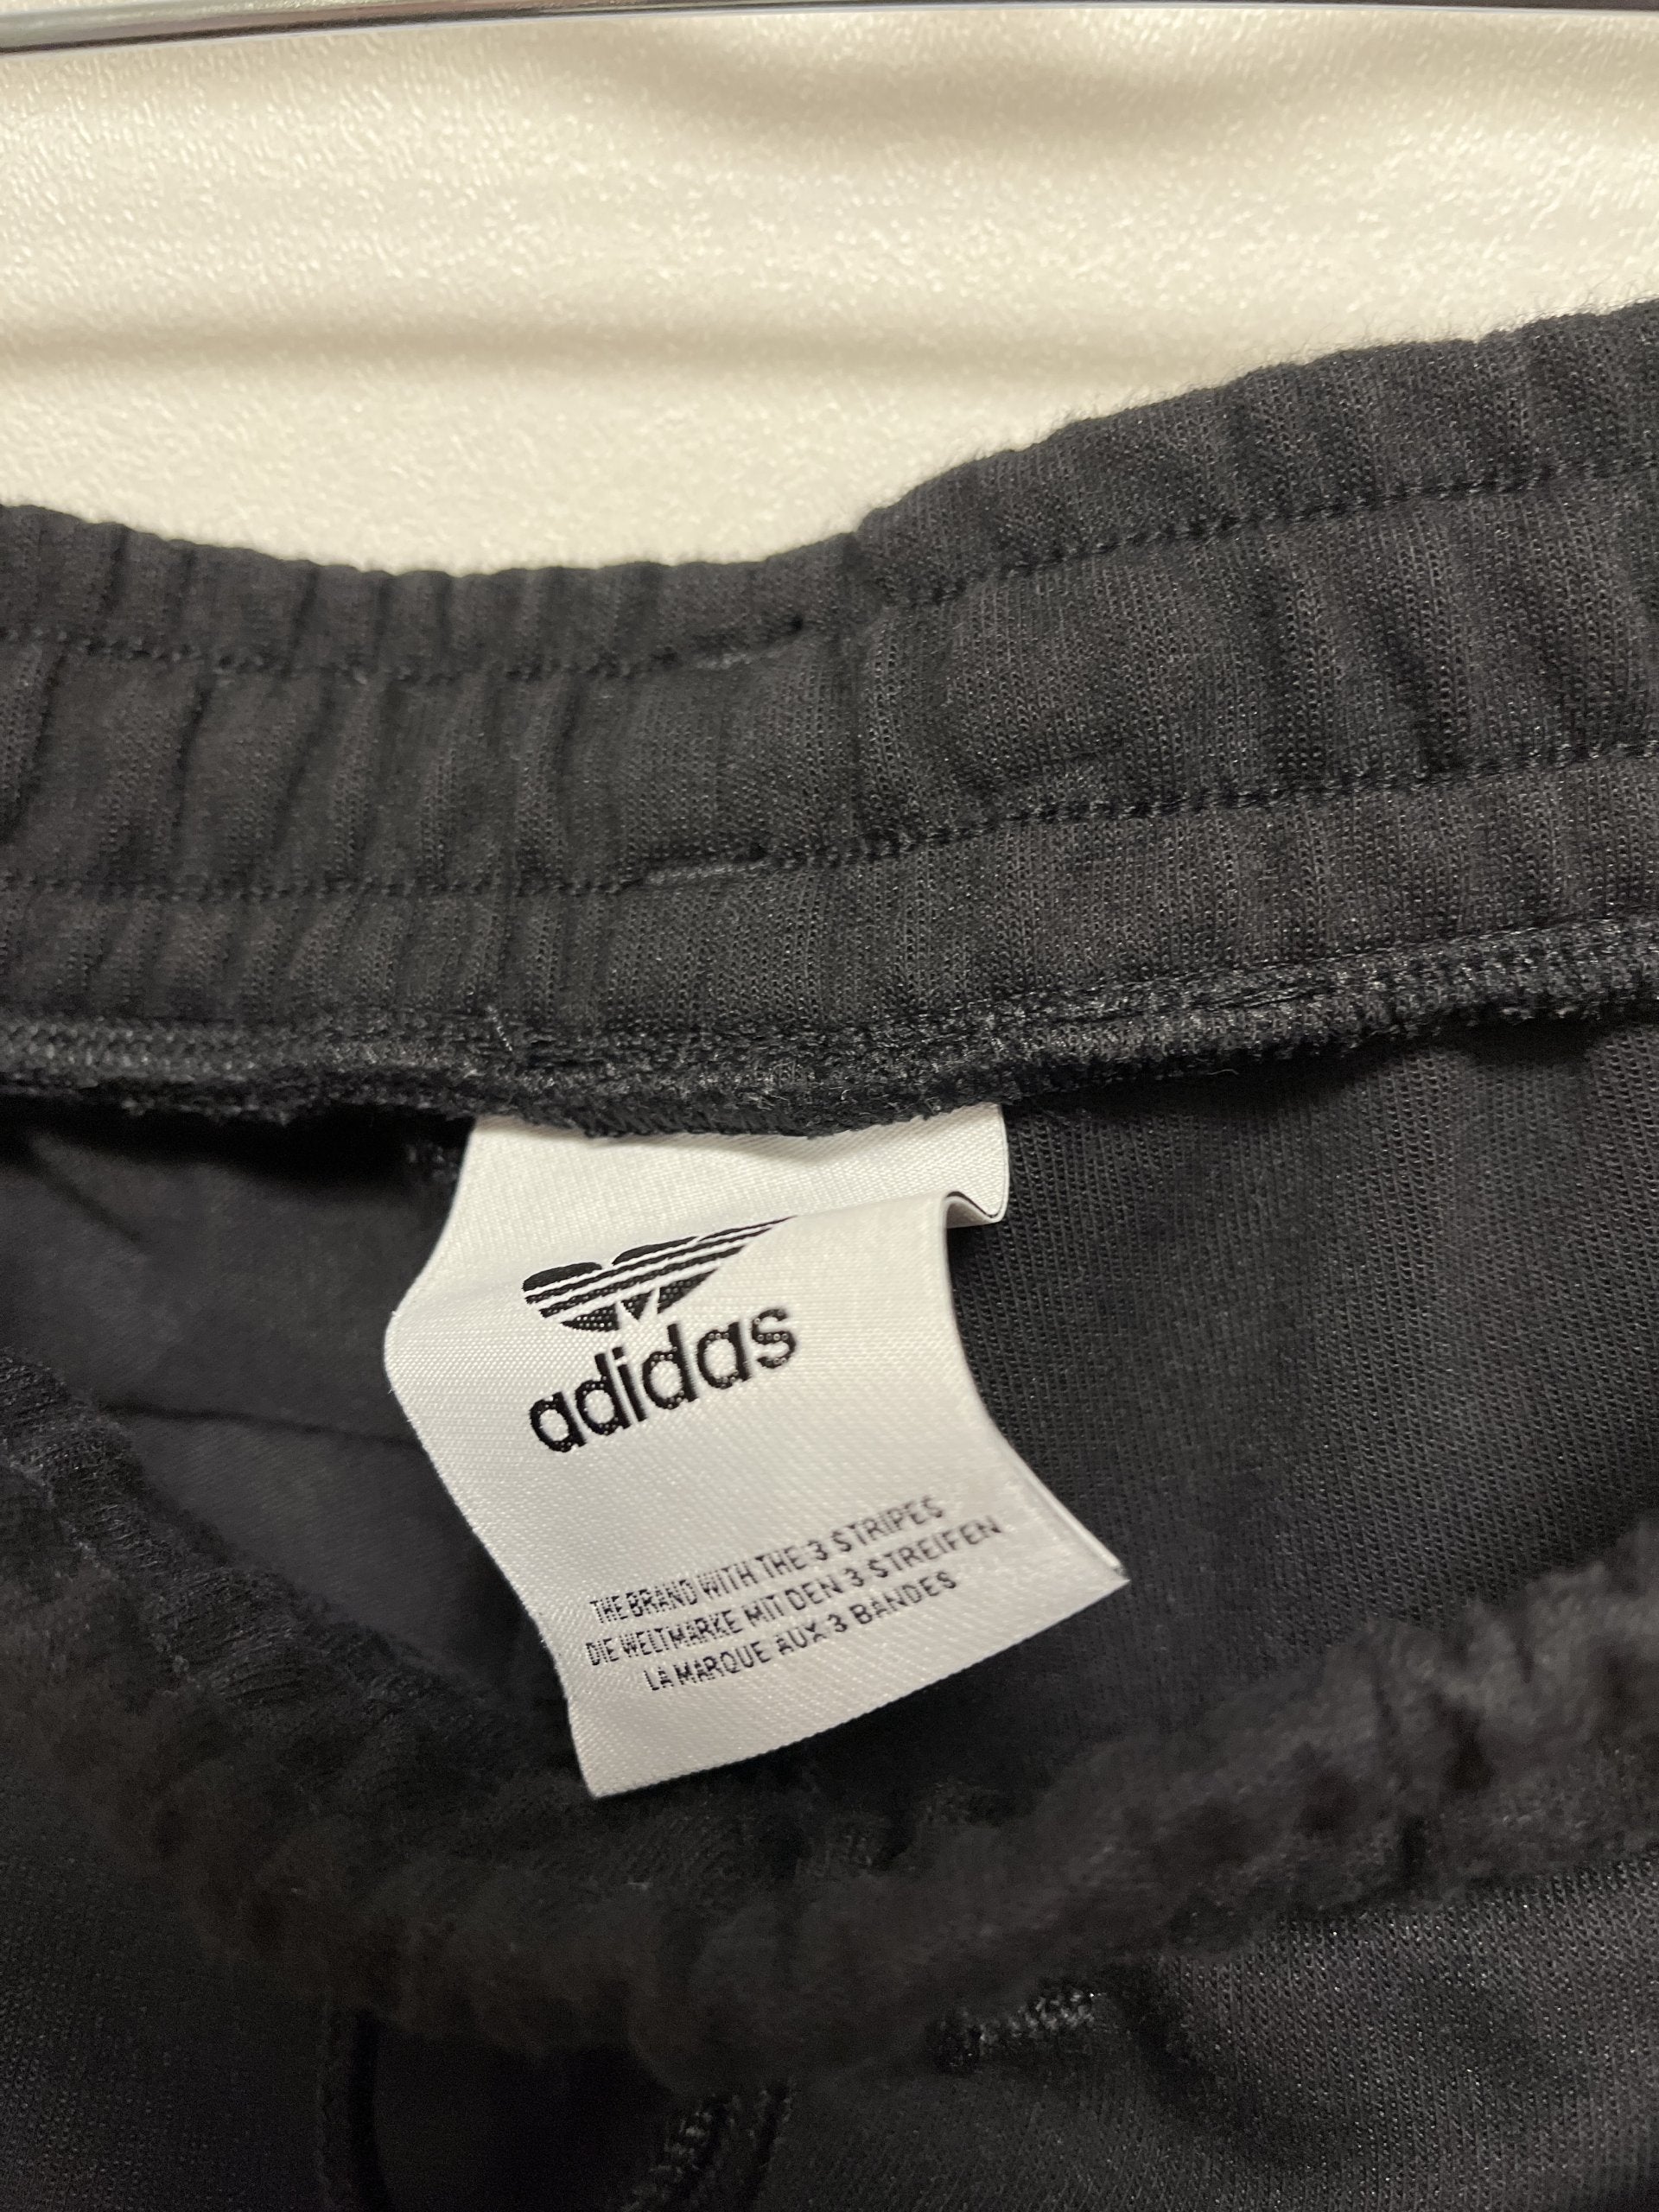 adidas
THE BRAND WITH THE 3 STRIPES
DIE WELTMARKE MIT DEN 3 STREIFEN
LA MARQUE AUX 3 BANDES